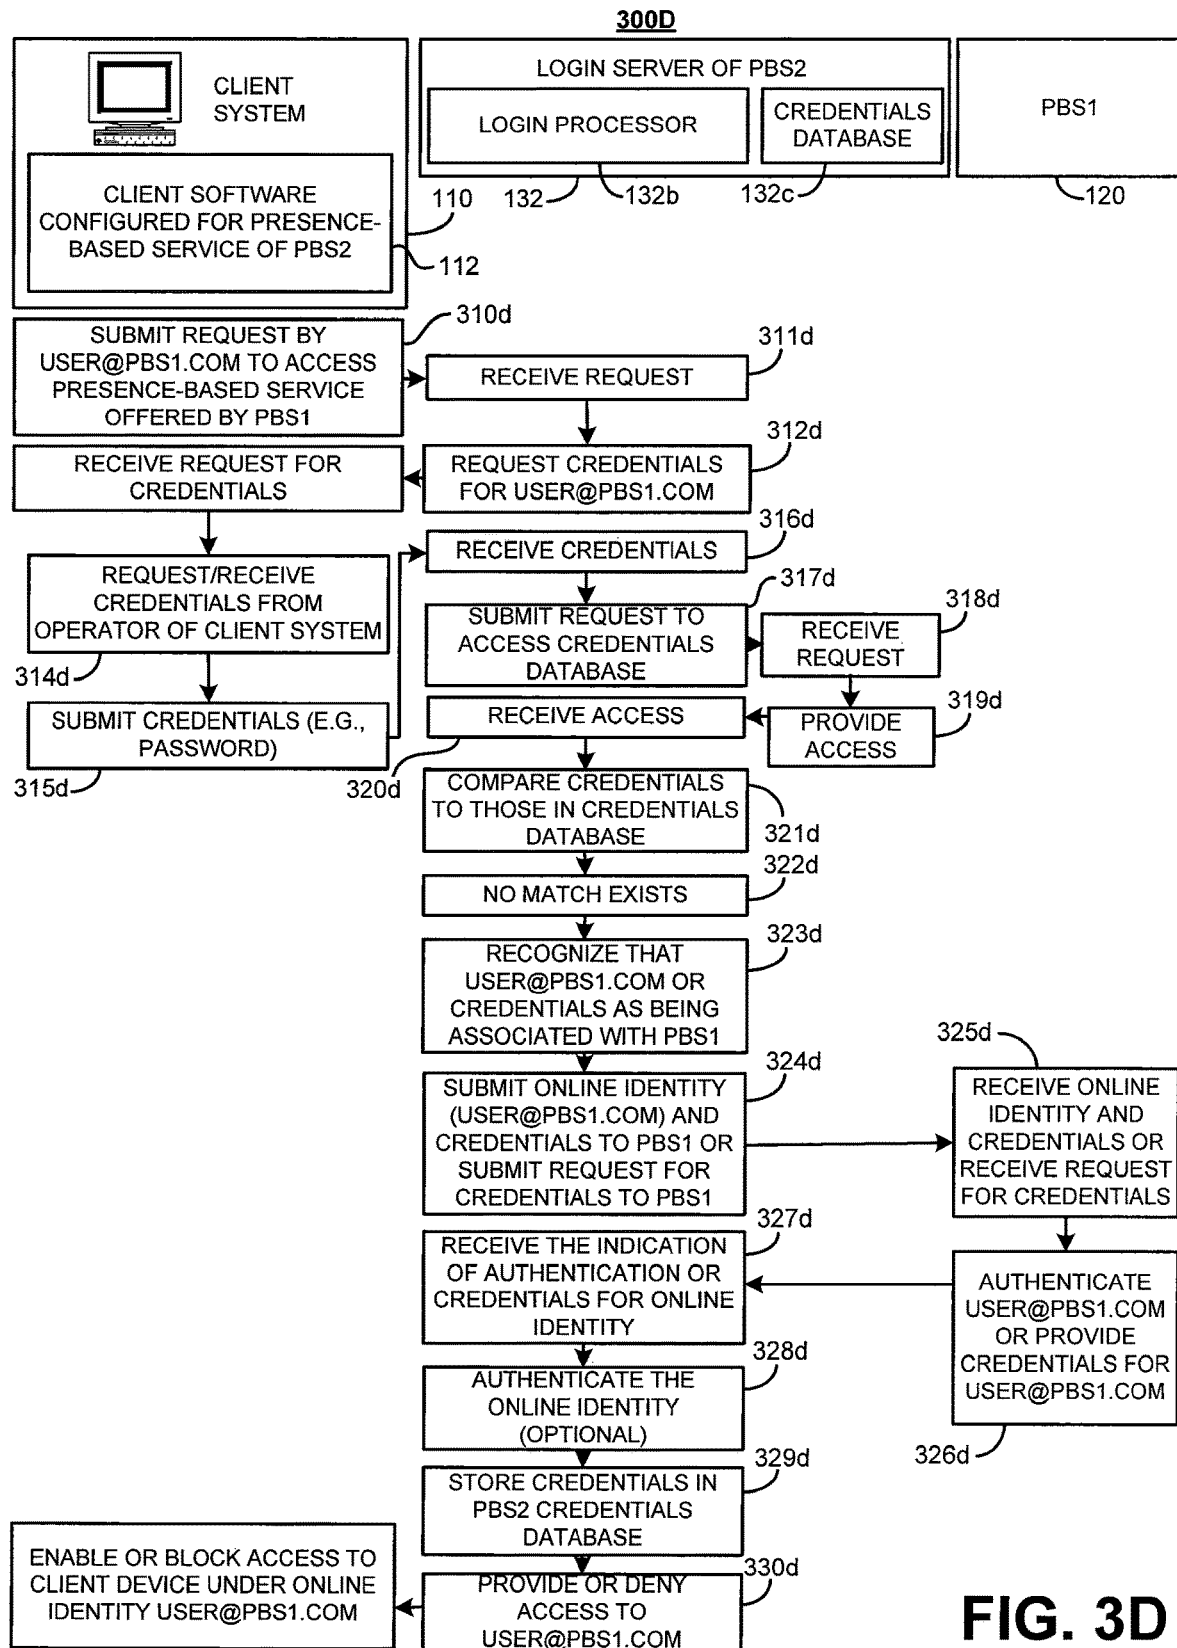 300D
CLIENT
SYSTEM
CLIENT SOFTWARE
CONFIGURED FOR PRESENCE-
BASED SERVICE OF PBS2
110
112
LOGIN SERVER OF PBS2
LOGIN PROCESSOR
CREDENTIALS
DATABASE
132
132b
132c
PBS1
120
SUBMIT REQUEST BY
USER@PBS1.COM TO ACCESS
PRESENCE-BASED SERVICE
OFFERED BY PBS1
310d
RECEIVE REQUEST
311d
REQUEST CREDENTIALS
FOR USER@PBS1.COM
312d
RECEIVE REQUEST FOR
CREDENTIALS
REQUEST/RECEIVE
CREDENTIALS FROM
OPERATOR OF CLIENT SYSTEM
314d
SUBMIT CREDENTIALS (E.G.,
PASSWORD)
315d
RECEIVE CREDENTIALS
316d
SUBMIT REQUEST TO
ACCESS CREDENTIALS
DATABASE
317d
RECEIVE
REQUEST
318d
PROVIDE
ACCESS
319d
RECEIVE ACCESS
320d
COMPARE CREDENTIALS
TO THOSE IN CREDENTIALS
DATABASE
321d
NO MATCH EXISTS
322d
RECOGNIZE THAT
USER@PBS1.COM OR
CREDENTIALS AS BEING
ASSOCIATED WITH PBS1
323d
SUBMIT ONLINE IDENTITY
(USER@PBS1.COM) AND
CREDENTIALS TO PBS1 OR
SUBMIT REQUEST FOR
CREDENTIALS TO PBS1
324d
RECEIVE ONLINE
IDENTITY AND
CREDENTIALS OR
RECEIVE REQUEST
FOR CREDENTIALS
325d
AUTHENTICATE
USER@PBS1.COM
OR PROVIDE
CREDENTIALS FOR
USER@PBS1.COM
326d
RECEIVE THE INDICATION
OF AUTHENTICATION OR
CREDENTIALS FOR ONLINE
IDENTITY
327d
AUTHENTICATE THE
ONLINE IDENTITY
(OPTIONAL)
328d
STORE CREDENTIALS IN
PBS2 CREDENTIALS
DATABASE
329d
PROVIDE OR DENY
ACCESS TO
USER@PBS1.COM
330d
ENABLE OR BLOCK ACCESS TO
CLIENT DEVICE UNDER ONLINE
IDENTITY USER@PBS1.COM
FIG. 3D